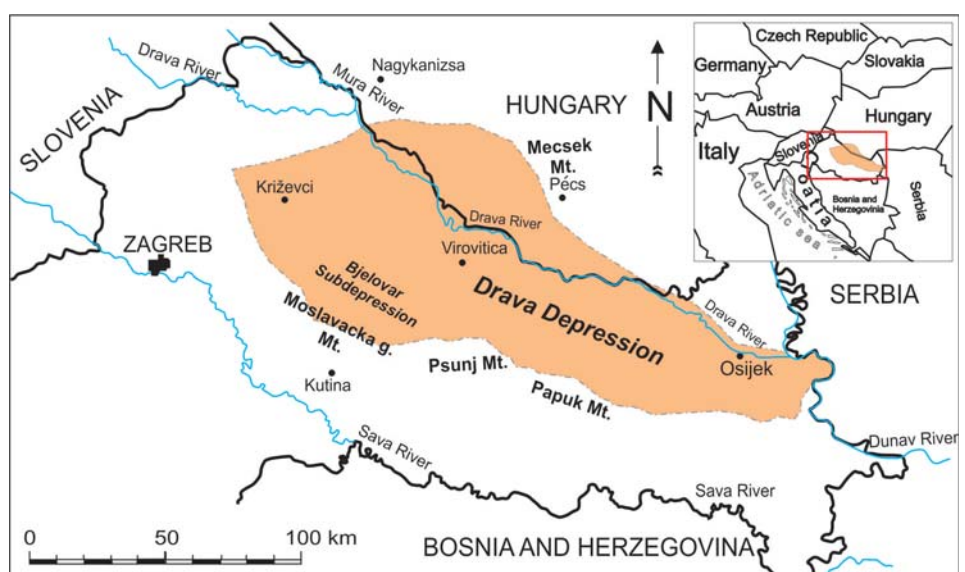 Drava River
Mura River
Nagykanizsa
SLOVENIA
HUNGARY
N
Mecsek
Mt.
Pécs
Križevci
Drava River
Virovitica
ZAGREB
Bjelovar
Subdepression
Drava Depression
Moslavacka g.
Mt.
Drava River
SERBIA
Psunj Mt.
Osijek
Kutina
Papuk Mt.
Sava River
Dunav River
Sava River
BOSNIA AND HERZEGOVINA
0 50 100 km
Czech Republic
Germany
Slovakia
Austria
Hungary
Italy
Slovenia
oatia
Bosnia and
Herzegovinia
Serbia
Adriatic sea